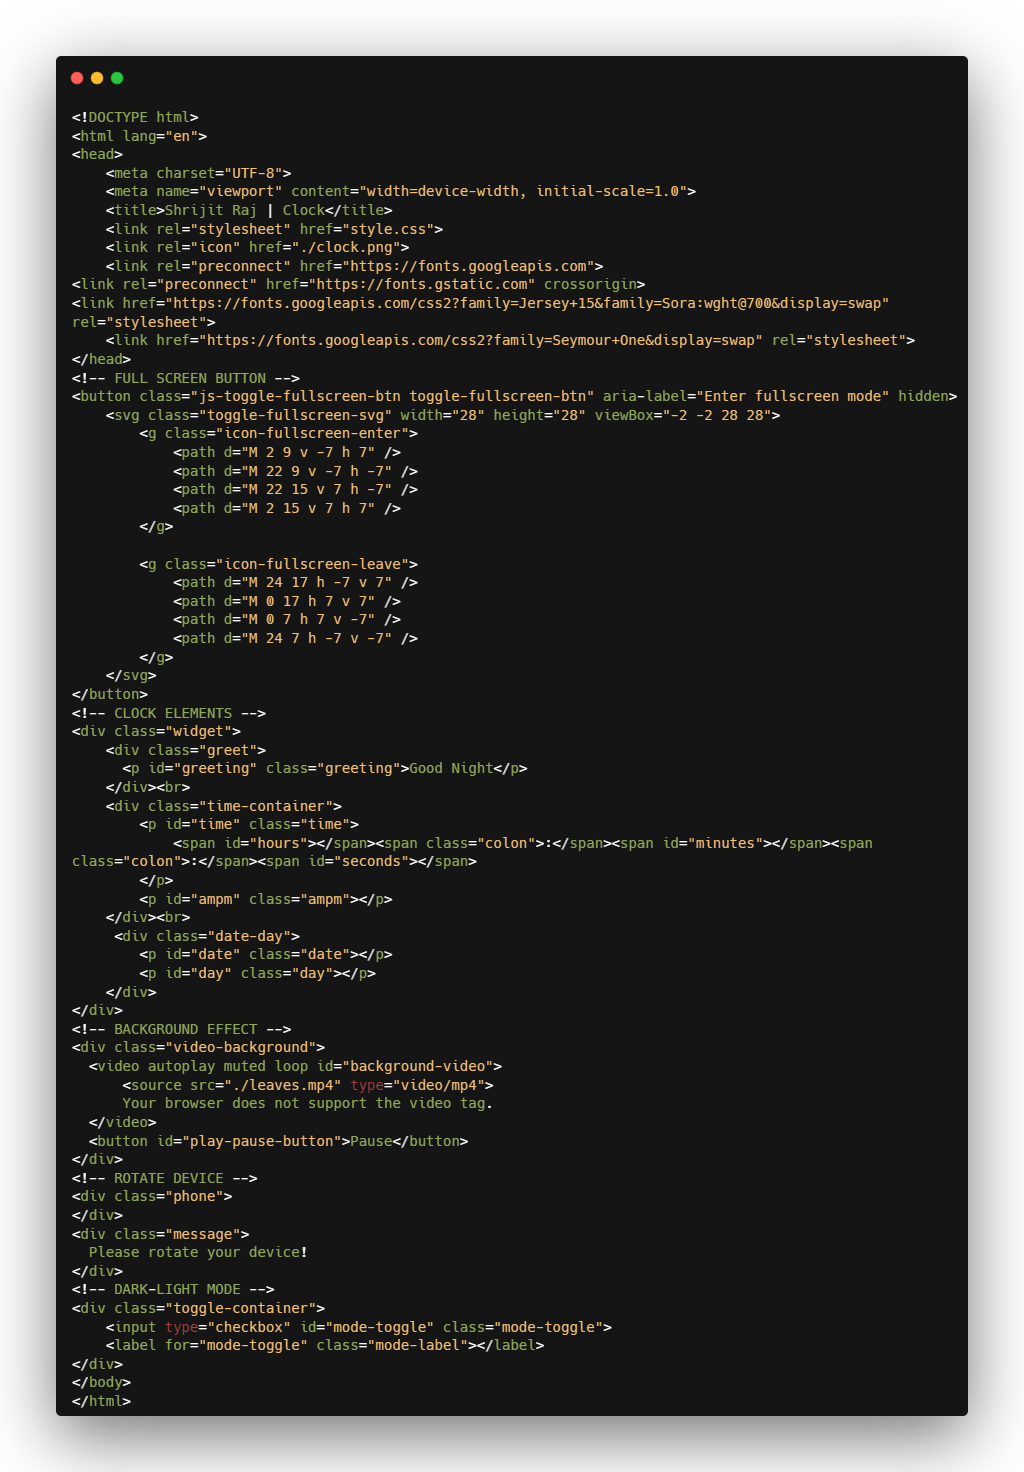 <!DOCTYPE html>
<html lang="en">
<head>
    <meta charset="UTF-8">
    <meta name="viewport" content="width=device-width, initial-scale=1.0">
    <title>Shrijit Raj | Clock</title>
    <link rel="stylesheet" href="style.css">
    <link rel="icon" href="./clock.png">
    <link rel="preconnect" href="https://fonts.googleapis.com">
<link rel="preconnect" href="https://fonts.gstatic.com" crossorigin>
<link href="https://fonts.googleapis.com/css2?family=Jersey+15&family=Sora:wght@700&display=swap"
rel="stylesheet">
    <link href="https://fonts.googleapis.com/css2?family=Seymour+One&display=swap" rel="stylesheet">
</head>
<!-- FULL SCREEN BUTTON -->
<button class="js-toggle-fullscreen-btn toggle-fullscreen-btn" aria-label="Enter fullscreen mode" hidden>
    <svg class="toggle-fullscreen-svg" width="28" height="28" viewBox="-2 -2 28 28">
        <g class="icon-fullscreen-enter">
            <path d="M 2 9 v -7 h 7" />
            <path d="M 22 9 v -7 h -7" />
            <path d="M 22 15 v 7 h -7" />
            <path d="M 2 15 v 7 h 7" />
        </g>

        <g class="icon-fullscreen-leave">
            <path d="M 24 17 h -7 v 7" />
            <path d="M 0 17 h 7 v 7" />
            <path d="M 0 7 h 7 v -7" />
            <path d="M 24 7 h -7 v -7" />
        </g>
    </svg>
</button>
<!-- CLOCK ELEMENTS -->
<div class="widget">
    <div class="greet">
      <p id="greeting" class="greeting">Good Night</p>
    </div><br>
    <div class="time-container">
        <p id="time" class="time">
            <span id="hours"></span><span class="colon">:</span><span id="minutes"></span><span
class="colon">:</span><span id="seconds"></span>
        </p>
        <p id="ampm" class="ampm"></p>
    </div><br>
     <div class="date-day">
        <p id="date" class="date"></p>
        <p id="day" class="day"></p>
    </div>
</div>
<!-- BACKGROUND EFFECT -->
<div class="video-background">
  <video autoplay muted loop id="background-video">
      <source src="./leaves.mp4" type="video/mp4">
      Your browser does not support the video tag.
  </video>
  <button id="play-pause-button">Pause</button>
</div>
<!-- ROTATE DEVICE -->
<div class="phone">
</div>
<div class="message">
  Please rotate your device!
</div>
<!-- DARK-LIGHT MODE -->
<div class="toggle-container">
    <input type="checkbox" id="mode-toggle" class="mode-toggle">
    <label for="mode-toggle" class="mode-label"></label>
</div>
</body>
</html>